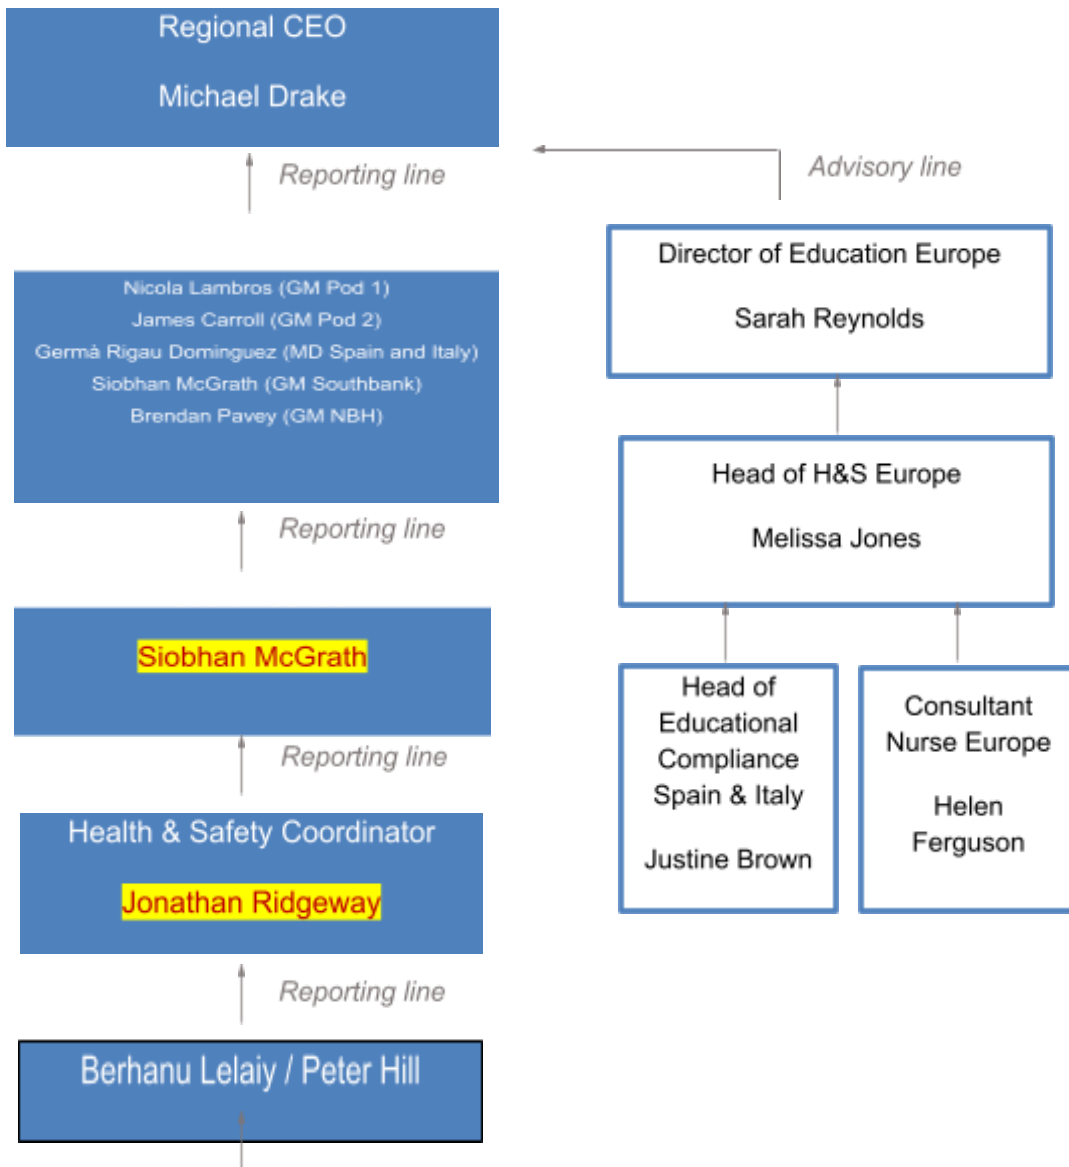 Regional CEO
Michael Drake
Reporting line
Advisory line
Director of Education Europe
Sarah Reynolds
Nicola Lambros (GM Pod 1)
James Carroll (GM Pod 2)
Germà Rigau Dominguez (MD Spain and Italy)
Siobhan McGrath (GM Southbank)
Brendan Pavey (GM NBH)
Head of H&S Europe
Melissa Jones
Reporting line
Siobhan McGrath
Reporting line
Head of
Educational
Compliance
Spain & Italy
Justine Brown
Consultant
Nurse Europe
Helen
Ferguson
Health & Safety Coordinator
Jonathan Ridgeway
Reporting line
Berhanu Lelaiy / Peter Hill